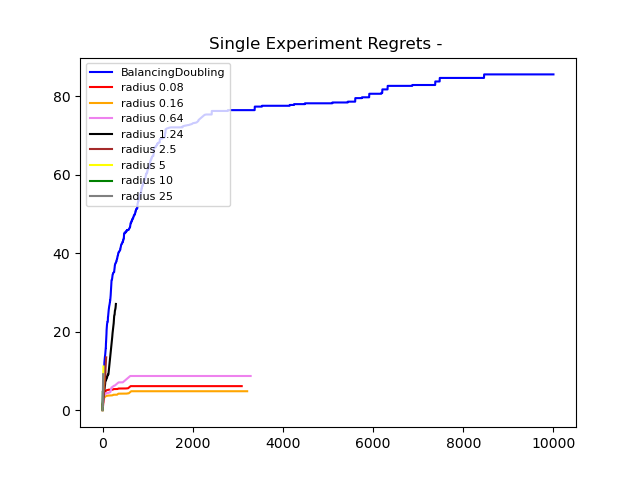 Single Experiment Regrets -
BalancingDoubling
radius 0.08
radius 0.16
radius 0.64
radius 1.24
radius 2.5
radius 5
radius 10
radius 25
80
60
40
20
0
0 2000 4000 6000 8000 10000